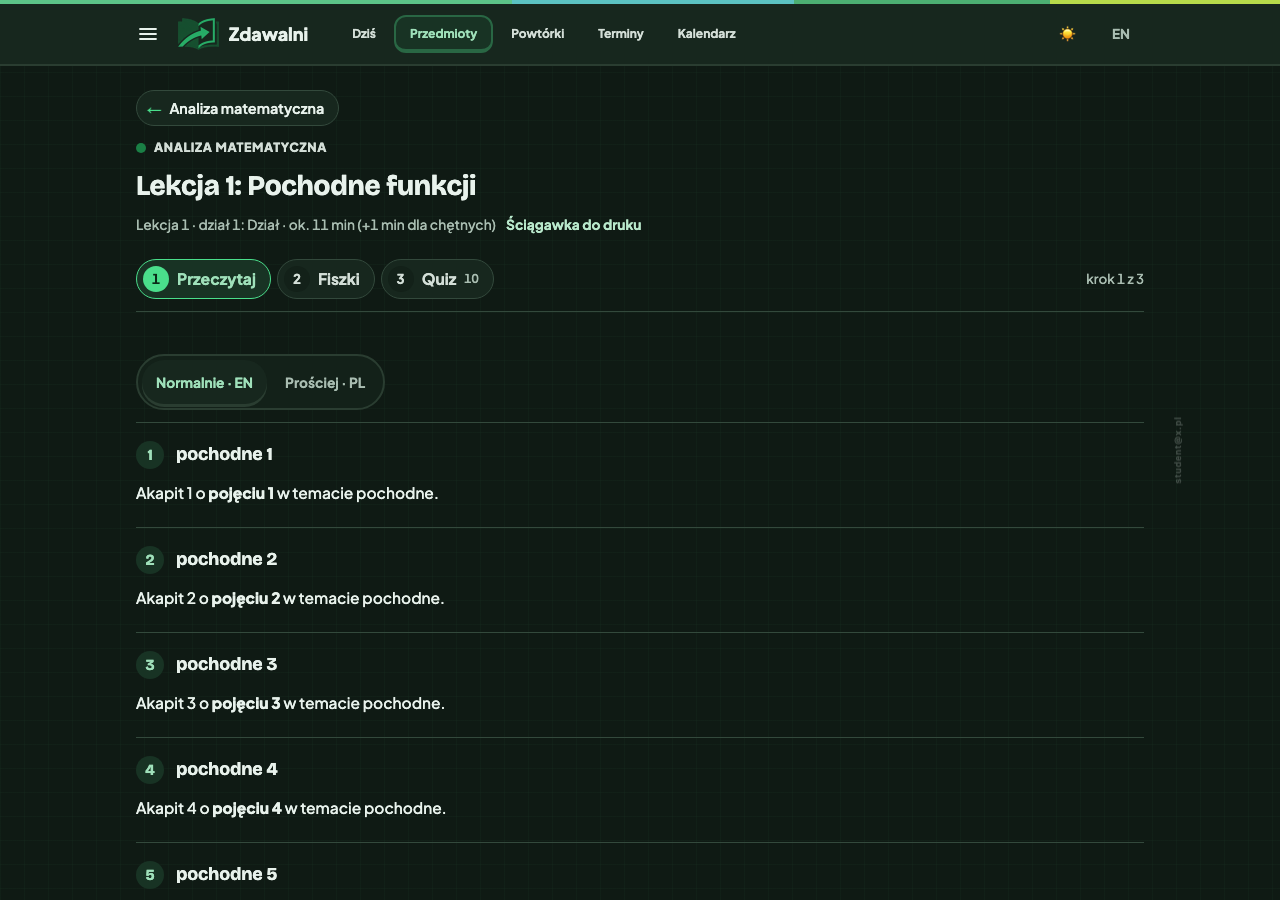 Zdawalni
Dziś
Przedmioty
Powtórki
Terminy
Kalendarz
EN
← Analiza matematyczna
ANALIZA MATEMATYCZNA
Lekcja 1: Pochodne funkcji
Lekcja 1 · dział 1: Dział · ok. 11 min (+1 min dla chętnych) Ściągawka do druku
1 Przeczytaj
2 Fiszki
3 Quiz 10
krok 1 z 3
Normalnie · EN
Prościej · PL
student@x.pl
1 pochodne 1
Akapit 1 o pojęciu 1 w temacie pochodne.
2 pochodne 2
Akapit 2 o pojęciu 2 w temacie pochodne.
3 pochodne 3
Akapit 3 o pojęciu 3 w temacie pochodne.
4 pochodne 4
Akapit 4 o pojęciu 4 w temacie pochodne.
5 pochodne 5